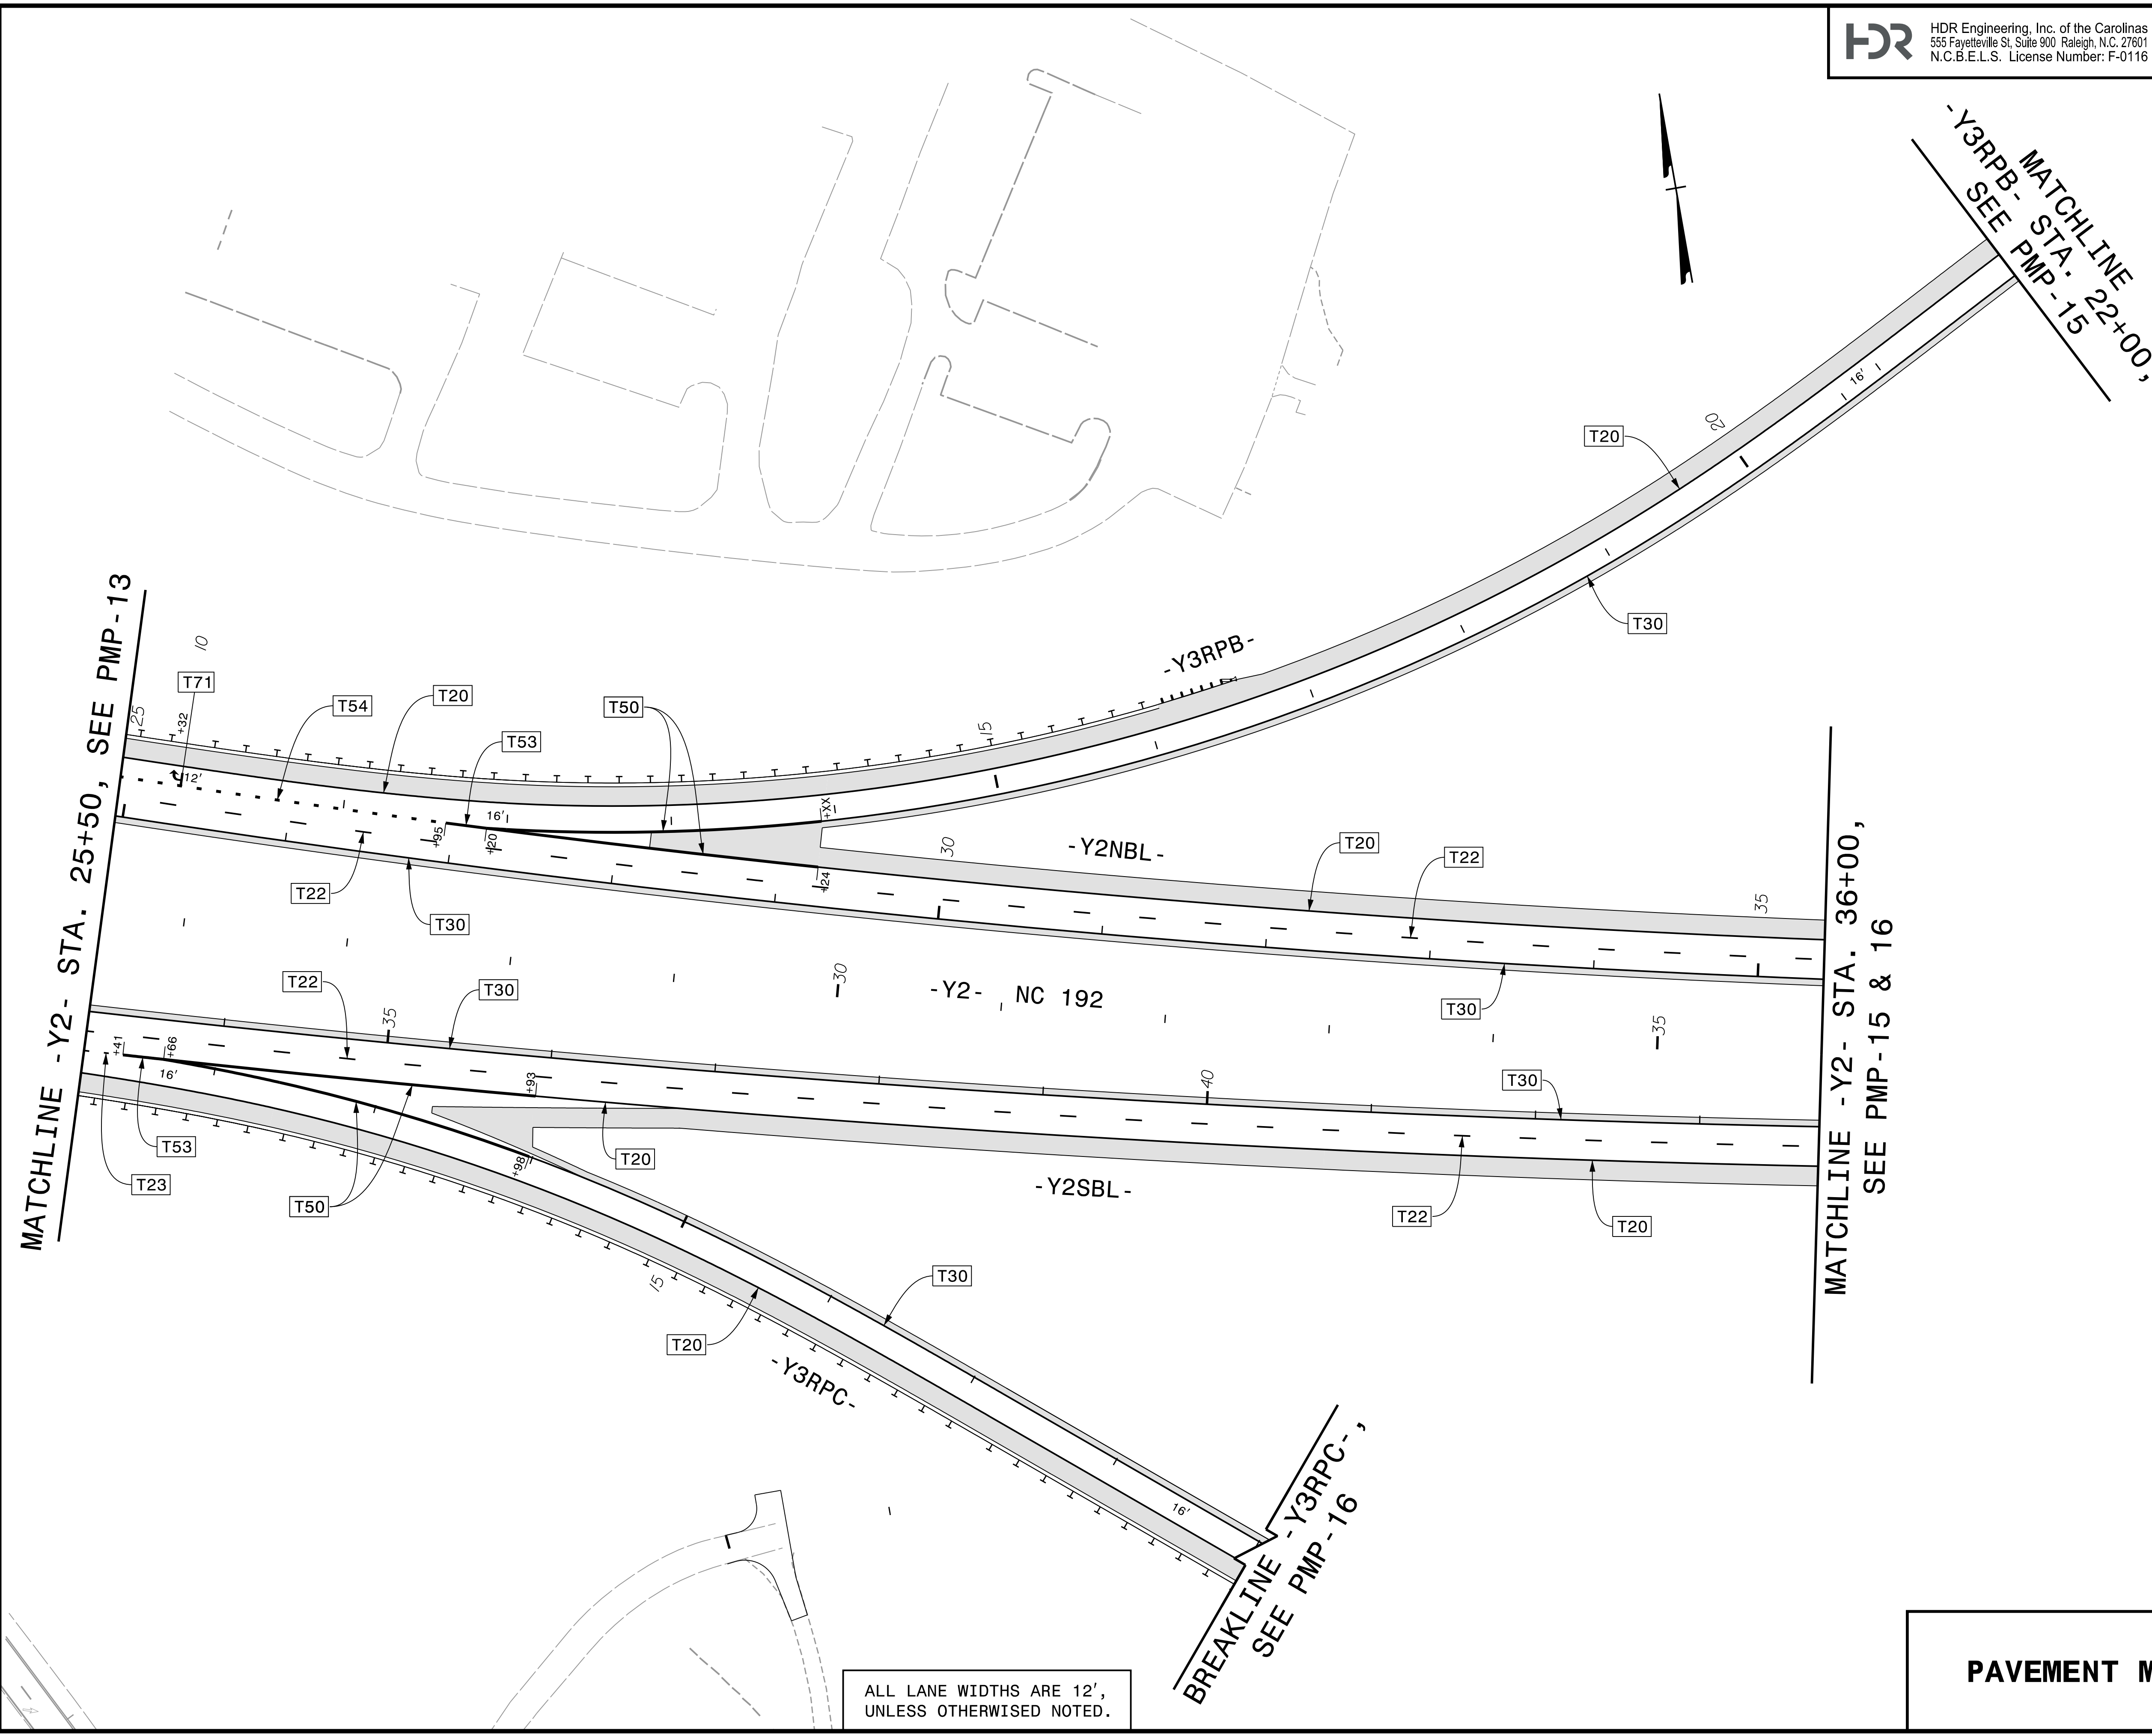 HDR
HDR Engineering, Inc. of the Carolinas
555 Fayetteville St, Suite 900 Raleigh, N.C. 27601
N.C.B.E.L.S. License Number: F-0116
MATCHLINE
-Y3RPB- STA. 22+00,
SEE PMP-15
16'
20
T20
T30
-Y3RPB-
MATCHLINE -Y2- STA. 25+50, SEE PMP-13
10
T71
25
+32
T54
T20
T53
T50
15
12'
16'
+XX
+95
+20
+24
T22
T30
30
-Y2NBL-
T20
T22
35
T30
-30
-Y2- NC 192
-35
T22
T30
35
+41
+66
16'
+93
40
T30
T53
T23
T50
+98
T20
-Y2SBL-
T22
T20
MATCHLINE -Y2- STA. 36+00,
SEE PMP-15 & 16
15
T30
T20
-Y3RPC-
16'
BREAKLINE -Y3RPC-,
SEE PMP-16
ALL LANE WIDTHS ARE 12',
UNLESS OTHERWISED NOTED.
PAVEMENT M